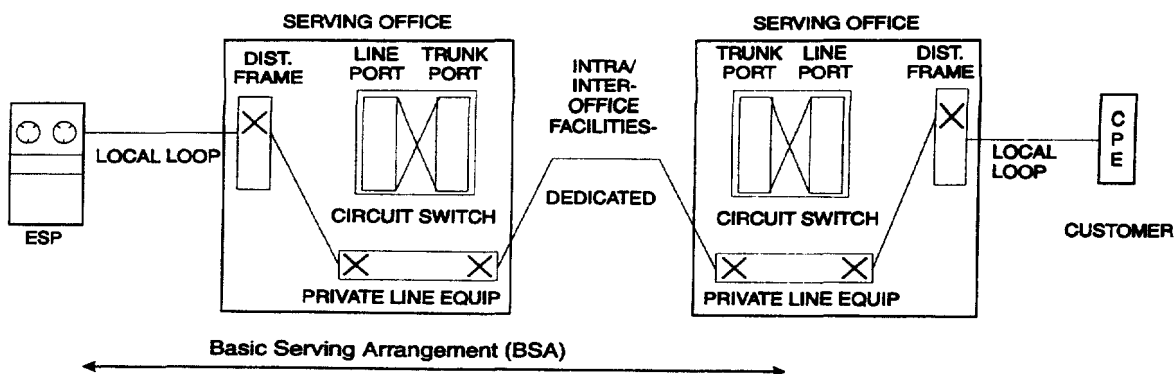 SERVING OFFICE
DIST.
FRAME
LINE
PORT
TRUNK
PORT
CIRCUIT SWITCH
PRIVATE LINE EQUIP
LOCAL LOOP
ESP
INTRA/
INTER-
OFFICE
FACILITIES-
DEDICATED
SERVING OFFICE
TRUNK
PORT
LINE
PORT
DIST.
FRAME
CIRCUIT SWITCH
PRIVATE LINE EQUIP
LOCAL
LOOP
C
P
E
CUSTOMER
Basic Serving Arrangement (BSA)